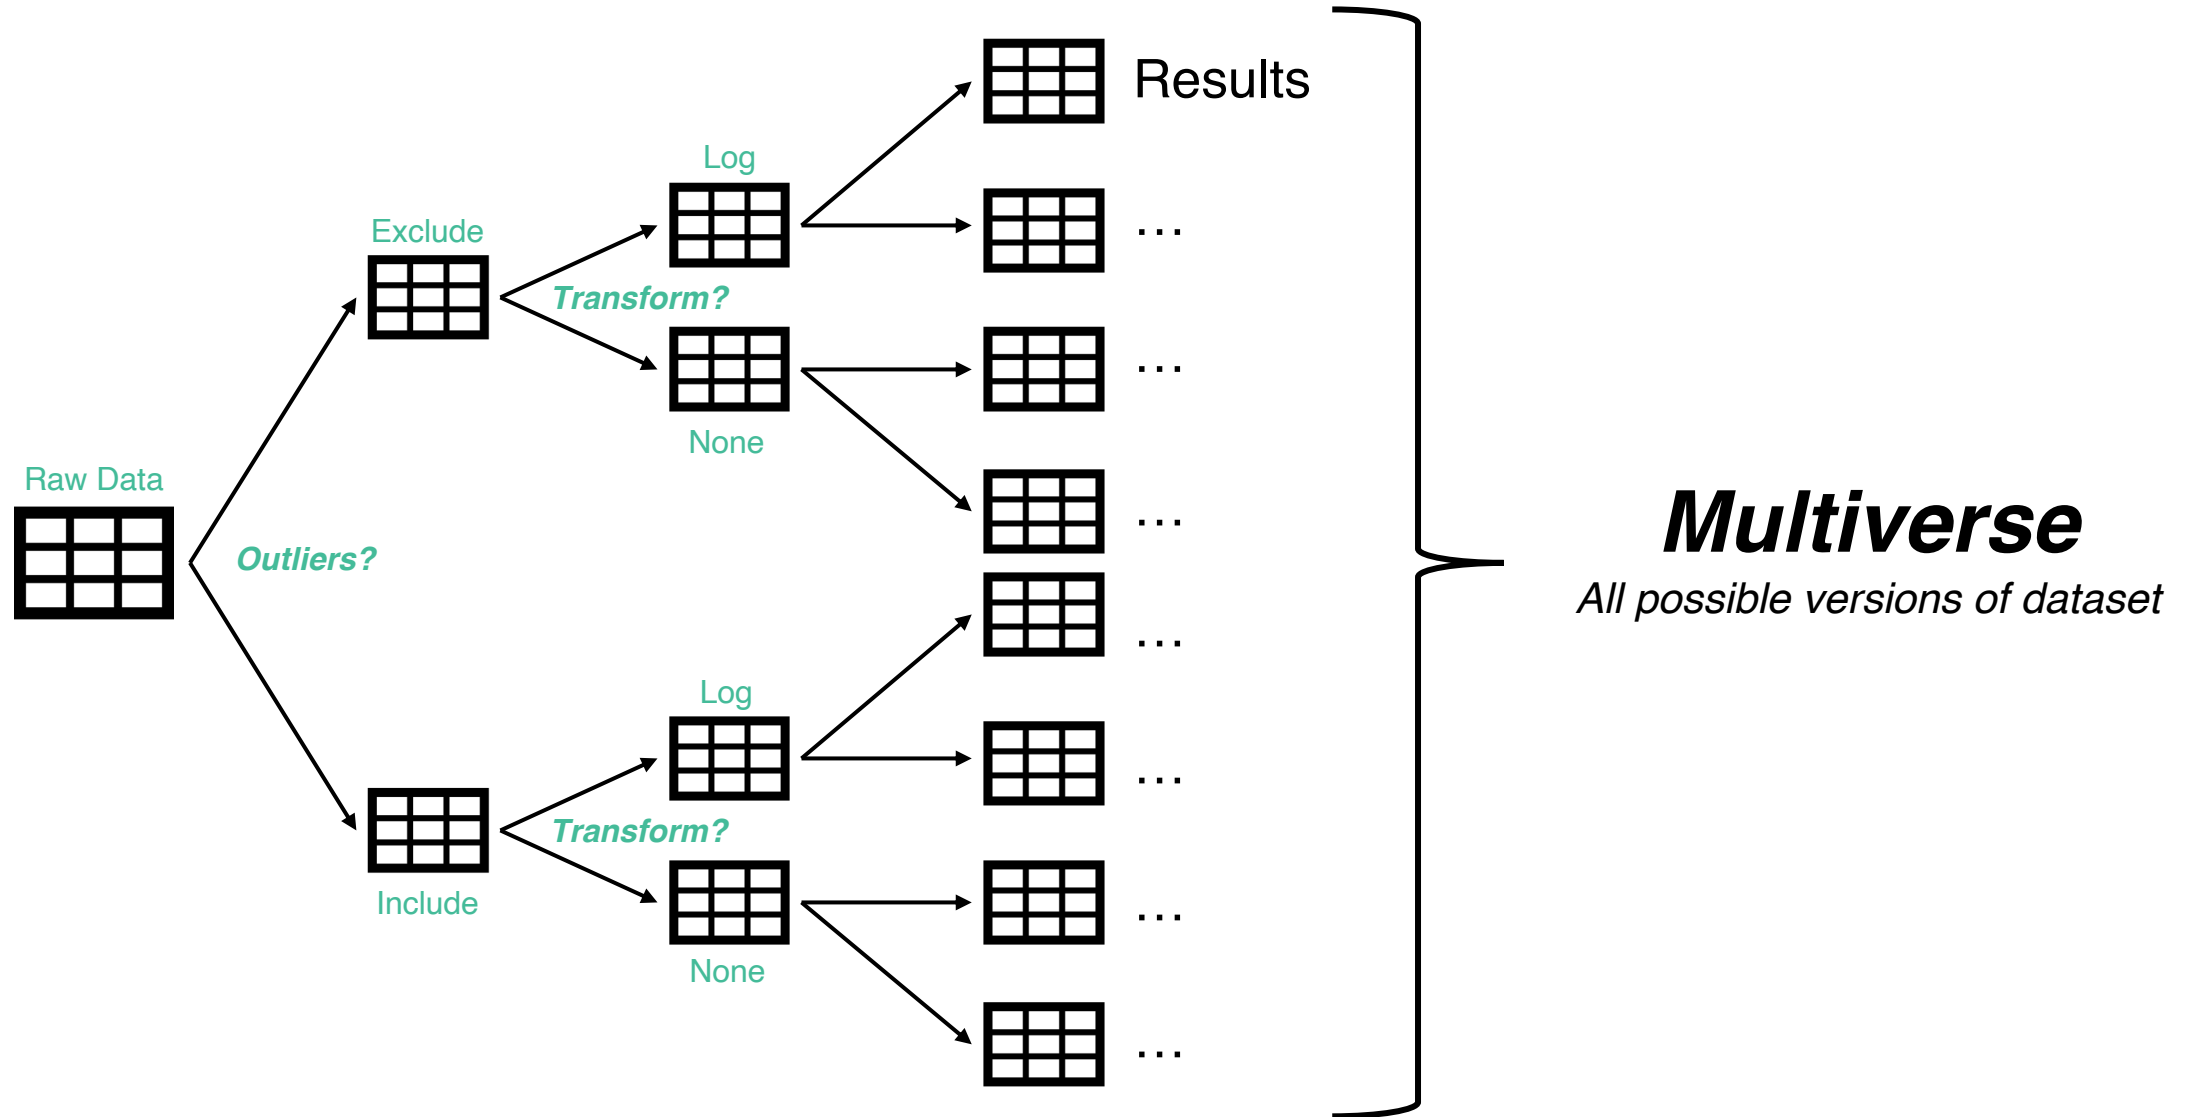 Results
Log
Exclude
…
Transform?
…
None
Raw Data
…
Outliers?
Multiverse
All possible versions of dataset
…
Log
…
Transform?
Include
…
None
…